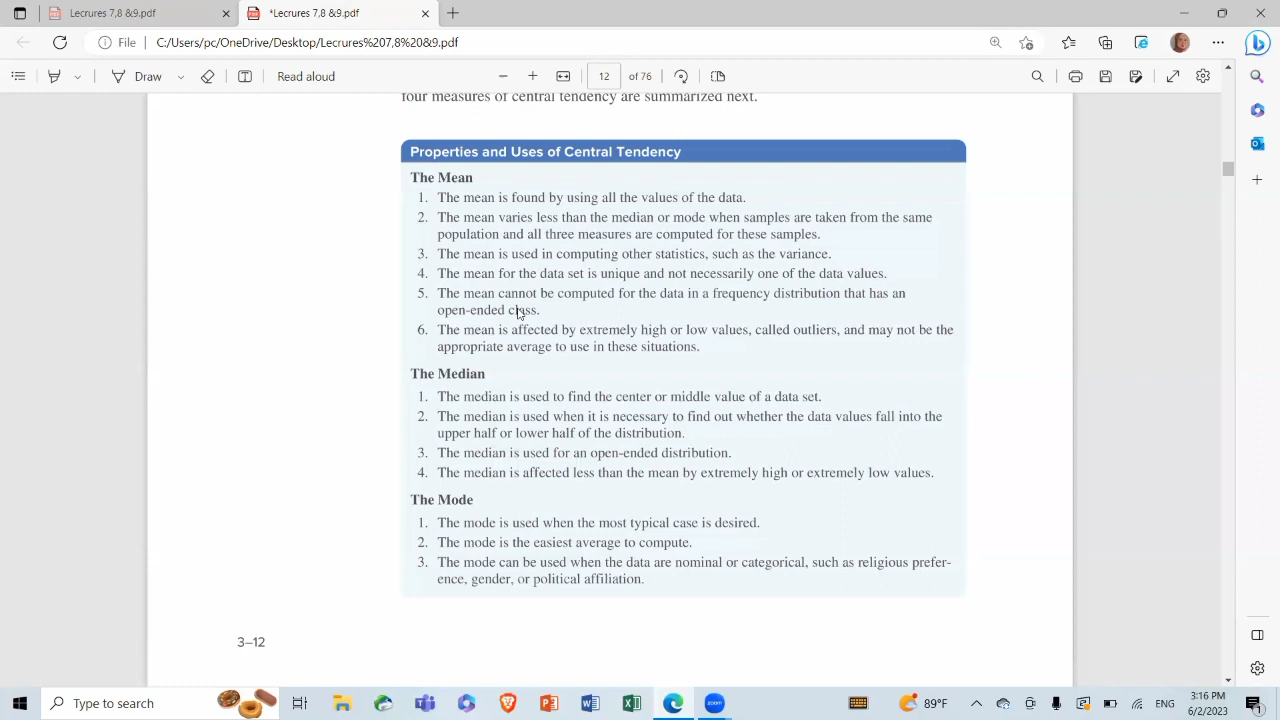 Lecrures 7,8 &9.pdf
*Lecrures 7,8 &9.pdf
File
C:/Users/pc/OneDrive/Desktop/Lecrures%207,8%20&9.pdf
Draw
Read aloud
12
of 76
four measures of central tendency are summarized next.
Properties and Uses of Central Tendency
The Mean
1. The mean is found by using all the values of the data.
2. The mean varies less than the median or mode when samples are taken from the same
population and all three measures are computed for these samples.
3. The mean is used in computing other statistics, such as the variance.
4. The mean for the data set is unique and not necessarily one of the data values.
5. The mean cannot be computed for the data in a frequency distribution that has an
open-ended class.
6. The mean is affected by extremely high or low values, called outliers, and may not be the
appropriate average to use in these situations.
The Median
1. The median is used to find the center or middle value of a data set.
2. The median is used when it is necessary to find out whether the data values fall into the
upper half or lower half of the distribution.
3. The median is used for an open-ended distribution.
4. The median is affected less than the mean by extremely high or extremely low values.
The Mode
1. The mode is used when the most typical case is desired.
2. The mode is the easiest average to compute.
3. The mode can be used when the data are nominal or categorical, such as religious prefer-
ence, gender, or political affiliation.
3–12
Type to search
zoom
89°F
ENG
3:16 PM
6/2/2023